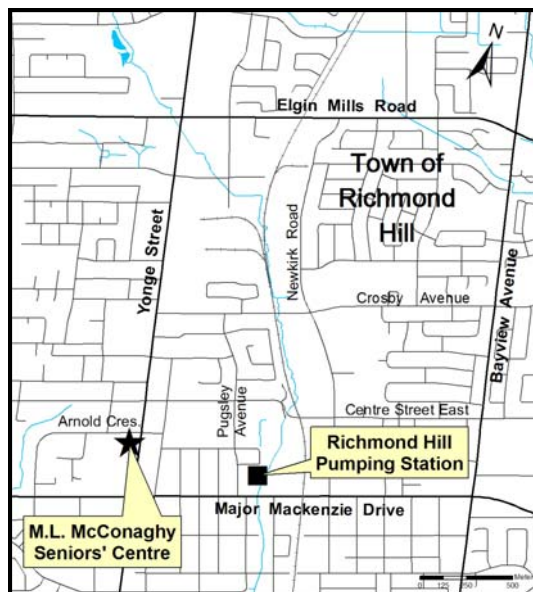 N
Elgin Mills Road
Town of
Richmond
Hill
Yonge Street
Newkirk Road
Bayview Avenue
Crosby Avenue
Pugsley
Avenue
Arnold Cres.
Centre Street East
Richmond Hill
Pumping Station
Major Mackenzie Drive
M.L. McConaghy
Seniors' Centre
0 125 250 500